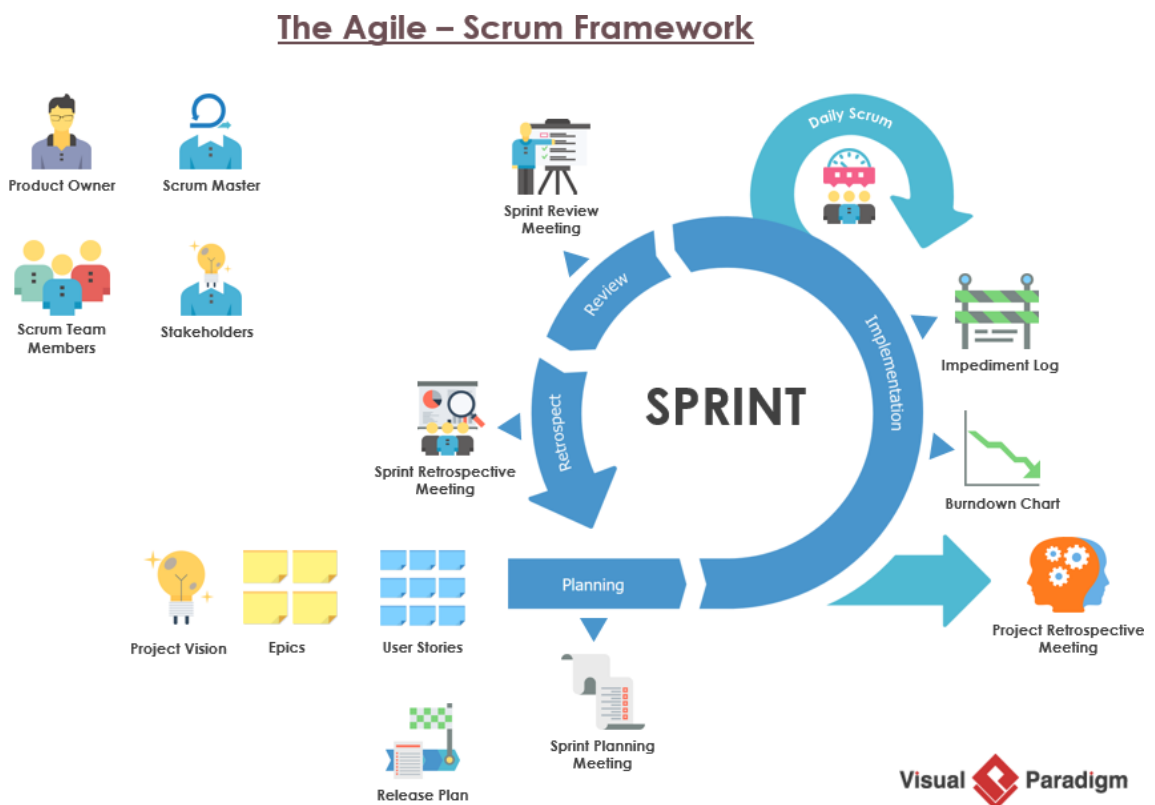 The Agile – Scrum Framework
Product Owner
Scrum Master
Scrum Team
Members
Stakeholders
Sprint Review
Meeting
Daily Scrum
Review
Implementation
Impediment Log
SPRINT
Retrospect
Sprint Retrospective
Meeting
Burndown Chart
Project Vision
Epics
User Stories
Planning
Project Retrospective
Meeting
Sprint Planning
Meeting
Release Plan
Visual Paradigm